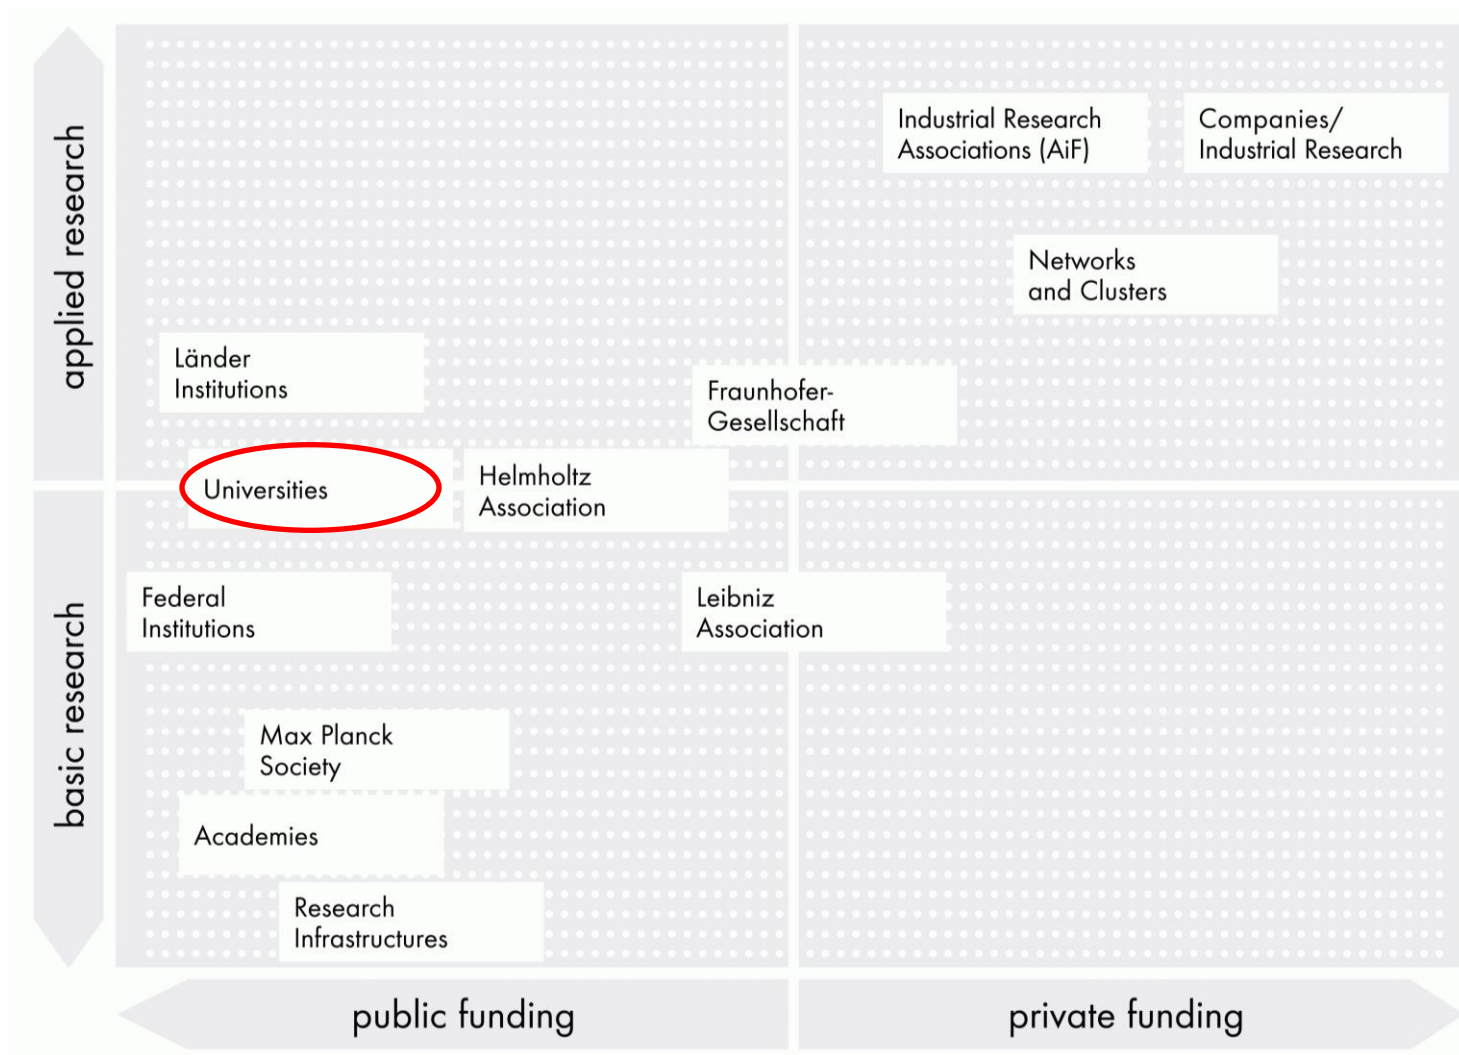 applied research
basic research
Industrial Research
Associations (AiF)
Companies/
Industrial Research
Networks
and Clusters
Länder
Institutions
Fraunhofer-
Gesellschaft
Universities
Helmholtz
Association
Federal
Institutions
Leibniz
Association
Max Planck
Society
Academies
Research
Infrastructures
public funding
private funding